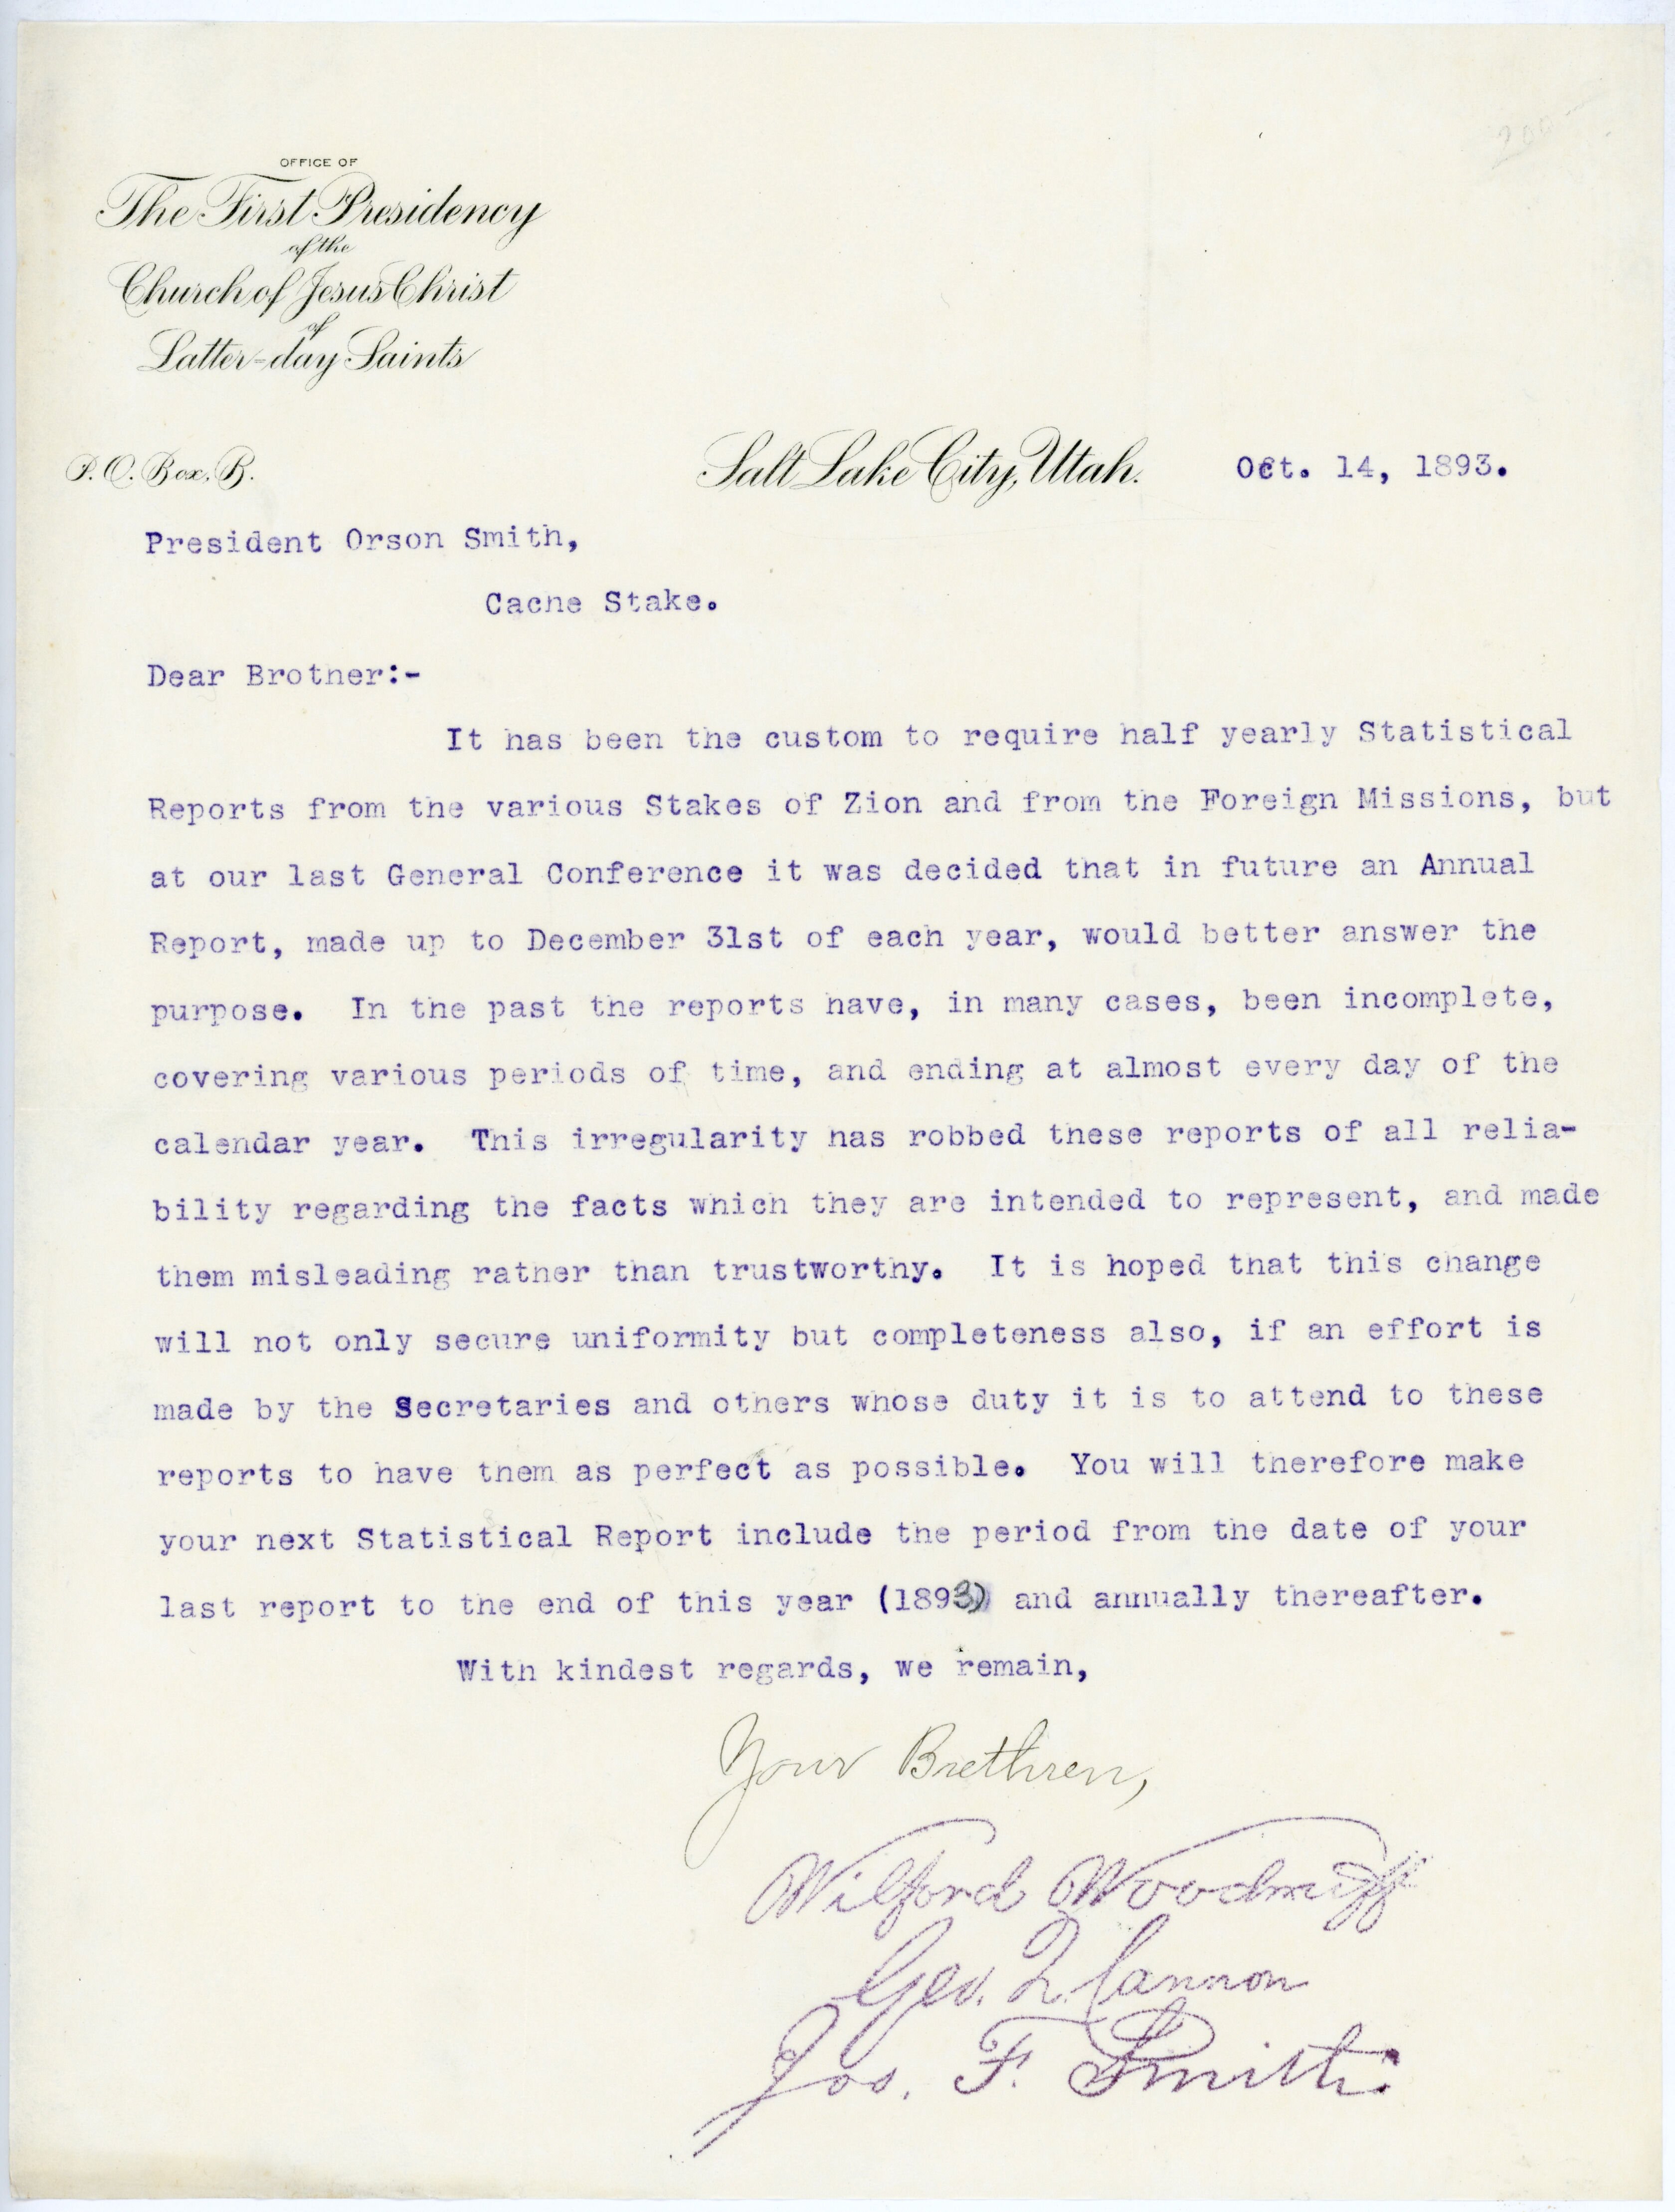 200—
OFFICE OF
The First Presidency
of the
Church of Jesus Christ
of
Latter-day Saints
P. O. Box, B.
Salt Lake City, Utah. Oct. 14, 1893.
President Orson Smith,
Cache Stake.
Dear Brother:-
It has been the custom to require half yearly Statistical
Reports from the various Stakes of Zion and from the Foreign Missions, but
at our last General Conference it was decided that in future an Annual
Report, made up to December 31st of each year, would better answer the
purpose. In the past the reports have, in many cases, been incomplete,
covering various periods of time, and ending at almost every day of the
calendar year. This irregularity has robbed these reports of all relia-
bility regarding the facts which they are intended to represent, and made
them misleading rather than trustworthy. It is hoped that this change
will not only secure uniformity but completeness also, if an effort is
made by the Secretaries and others whose duty it is to attend to these
reports to have them as perfect as possible. You will therefore make
your next Statistical Report include the period from the date of your
last report to the end of this year (1893) and annually thereafter.
With kindest regards, we remain,
Your Brethren,
Wilford Woodruff
Geo. Q. Cannon
Jos. F. Smith.